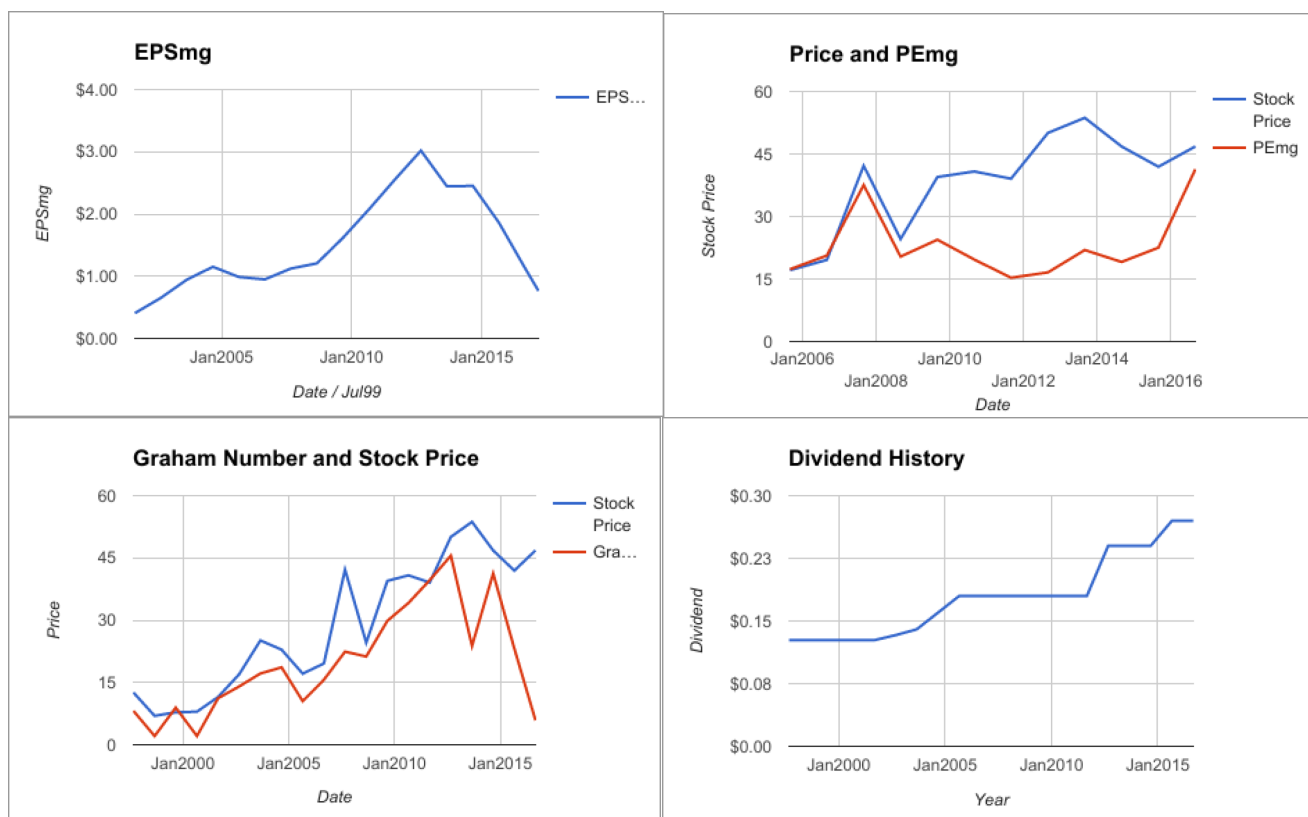 EPSmg
$4.00
$3.00
$2.00
$1.00
$0.00
EPSmg
EPS…
Jan2005
Jan2010
Jan2015
Date / Jul99
Price and PEmg
60
45
30
15
0
Stock Price
Stock
Price
PEmg
Jan2006
Jan2008
Jan2010
Jan2012
Jan2014
Jan2016
Date
Graham Number and Stock Price
60
45
30
15
0
Price
Stock
Price
Gra…
Jan2000
Jan2005
Jan2010
Jan2015
Date
Dividend History
$0.30
$0.23
$0.15
$0.08
$0.00
Dividend
Jan2000
Jan2005
Jan2010
Jan2015
Year